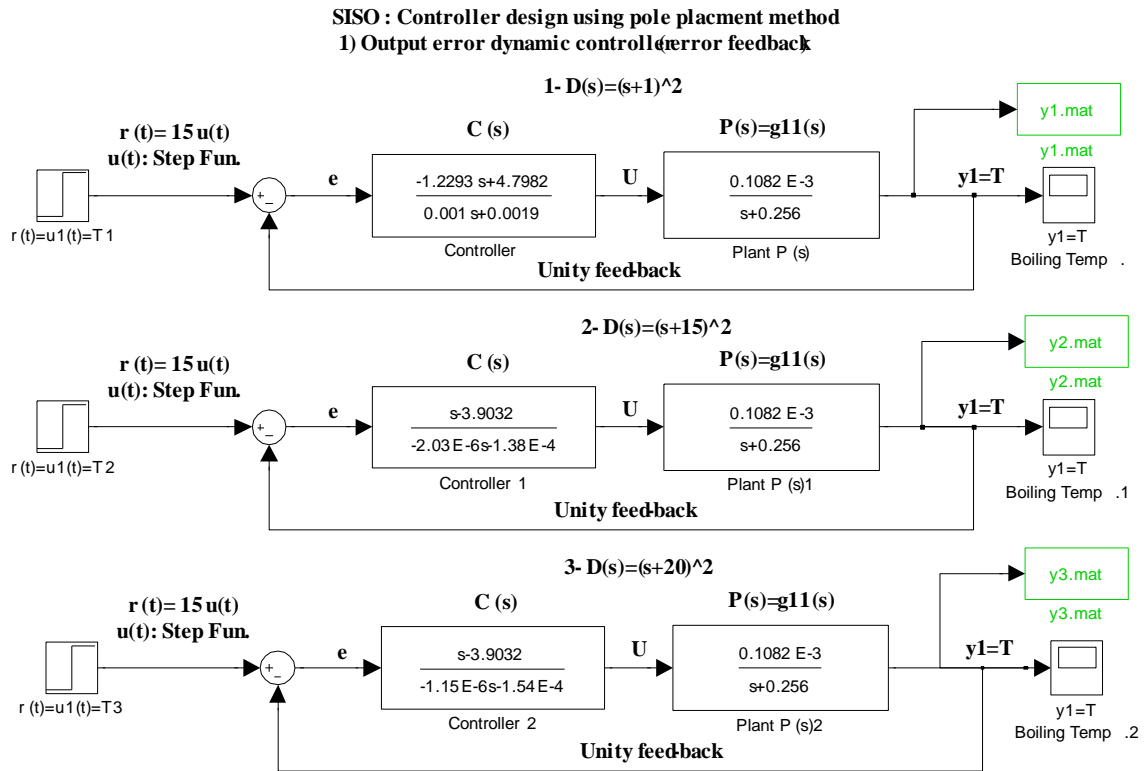 SISO : Controller design using pole placment method
1) Output error dynamic controller(error feedback)
1- D(s)=(s+1)^2
r (t)= 15 u(t)
u(t): Step Fun.
C (s)
P(s)=g11(s)
y1.mat
y1.mat
e
-1.2293 s+4.7982
0.001 s+0.0019
U
0.1082 E-3
s+0.256
y1=T
+
-
r (t)=u1(t)=T1
Controller
Plant P (s)
y1=T
Boiling Temp .
Unity feed-back
2- D(s)=(s+15)^2
r (t)= 15 u(t)
u(t): Step Fun.
C (s)
P(s)=g11(s)
y2.mat
y2.mat
e
s-3.9032
-2.03E-6s-1.38E-4
U
0.1082 E-3
s+0.256
y1=T
+
-
r (t)=u1(t)=T2
Controller 1
Plant P (s)1
y1=T
Boiling Temp .1
Unity feed-back
3- D(s)=(s+20)^2
r (t)= 15 u(t)
u(t): Step Fun.
C (s)
P(s)=g11(s)
y3.mat
y3.mat
e
s-3.9032
-1.15E-6s-1.54E-4
U
0.1082 E-3
s+0.256
y1=T
+
-
r (t)=u1(t)=T3
Controller 2
Plant P (s)2
y1=T
Boiling Temp .2
Unity feed-back